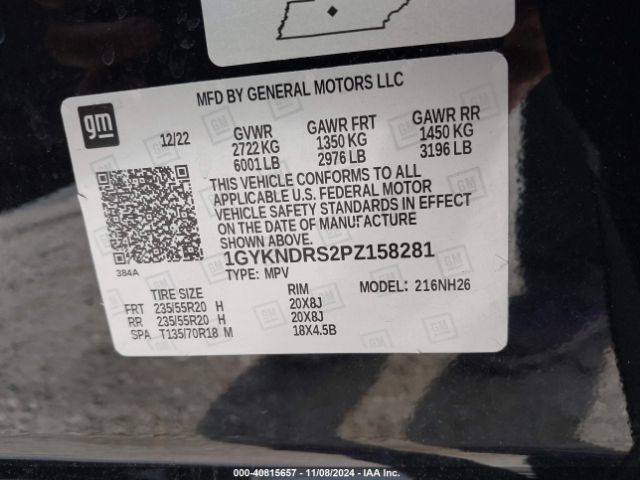 MFD BY GENERAL MOTORS LLC
gm
12/22 GVWR GAWR FRT GAWR RR
2722 KG 1350 KG 1450 KG
6001 LB 2976 LB 3196 LB
THIS VEHICLE CONFORMS TO ALL
APPLICABLE U.S. FEDERAL MOTOR
VEHICLE SAFETY STANDARDS IN EFFECT
ON THE DATE OF MANUFACTURE
SHOWN ABOVE.
384A
1GYKNDRS2PZ158281
TYPE: MPV MODEL: 216NH26
TIRE SIZE RIM
FRT 235/55R20 H 20X8J
RR 235/55R20 H 20X8J
SPA T135/70R18 M 18X4.5B
000-40815657 - 11/08/2024 - IAA Inc.